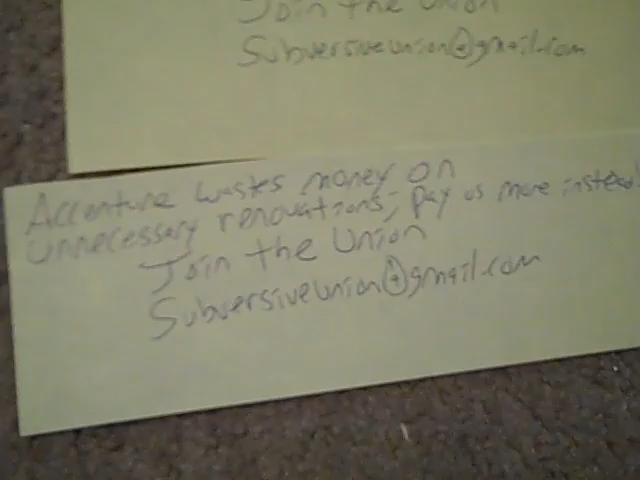 Join the Union
Subversiveunion@gmail.com
Accenture wastes money on
Unnecessary renovations; pay us more instead!
Join the Union
Subversiveunion@gmail.com